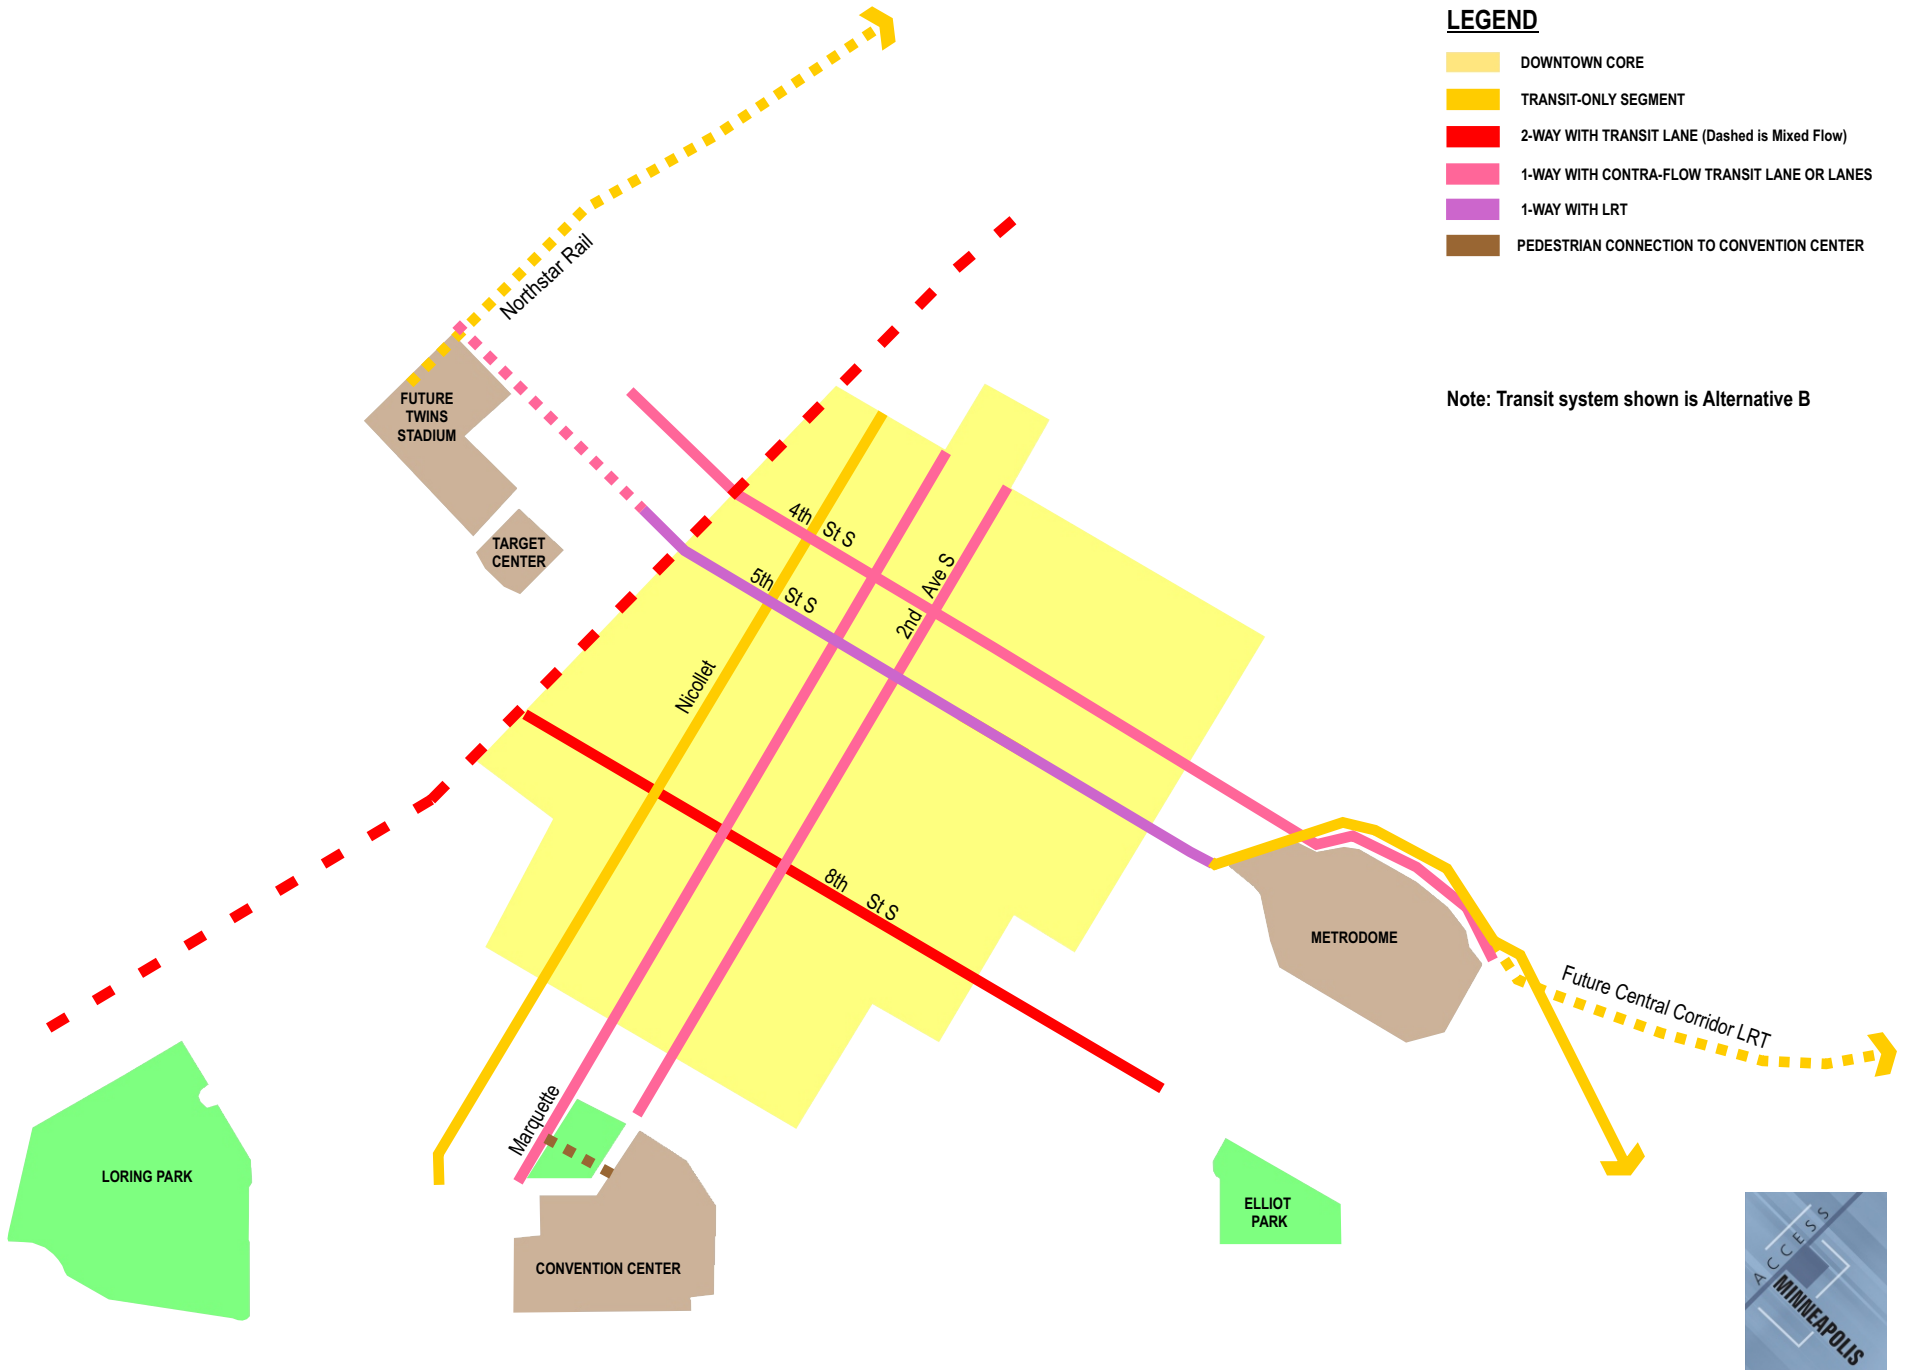 LEGEND
DOWNTOWN CORE
TRANSIT-ONLY SEGMENT
2-WAY WITH TRANSIT LANE (Dashed is Mixed Flow)
1-WAY WITH CONTRA-FLOW TRANSIT LANE OR LANES
1-WAY WITH LRT
PEDESTRIAN CONNECTION TO CONVENTION CENTER
Note: Transit system shown is Alternative B
Northstar Rail
FUTURE
TWINS
STADIUM
TARGET
CENTER
4th St S
5th St S
2nd Ave S
Nicollet
8th St S
METRODOME
Future Central Corridor LRT
Marquette
LORING PARK
ELLIOT
PARK
CONVENTION CENTER
ACCESS
MINNEAPOLIS